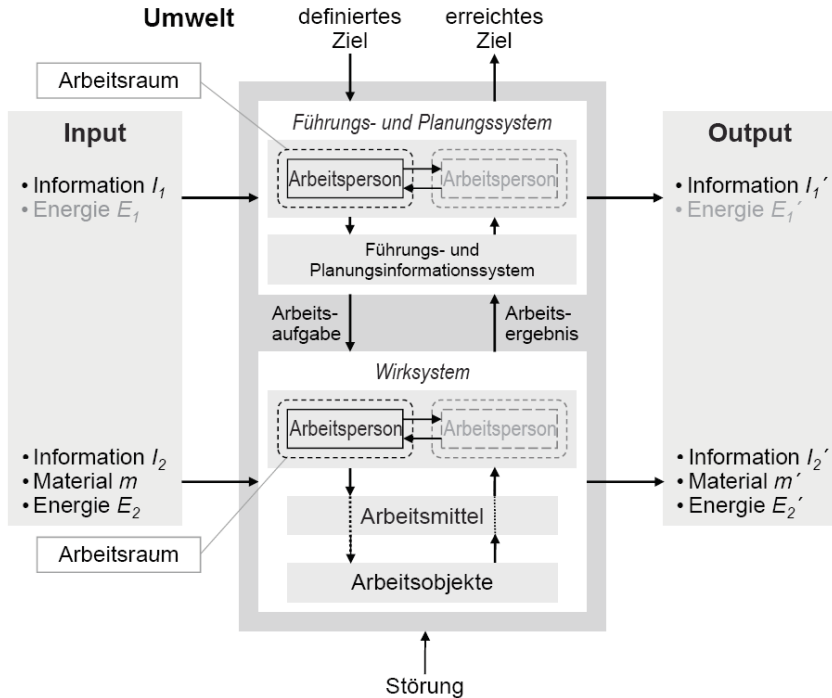 Umwelt
definiertes
Ziel
erreichtes
Ziel
Arbeitsraum
Input
• Information I₁
• Energie E₁
Führungs- und Planungssystem
Arbeitsperson
Arbeitsperson
Führungs- und
Planungsinformationssystem
Output
• Information I₁´
• Energie E₁´
Arbeits-
aufgabe
Arbeits-
ergebnis
Wirksystem
Arbeitsperson
Arbeitsperson
• Information I₂
• Material m
• Energie E₂
• Information I₂´
• Material m´
• Energie E₂´
Arbeitsmittel
Arbeitsraum
Arbeitsobjekte
Störung